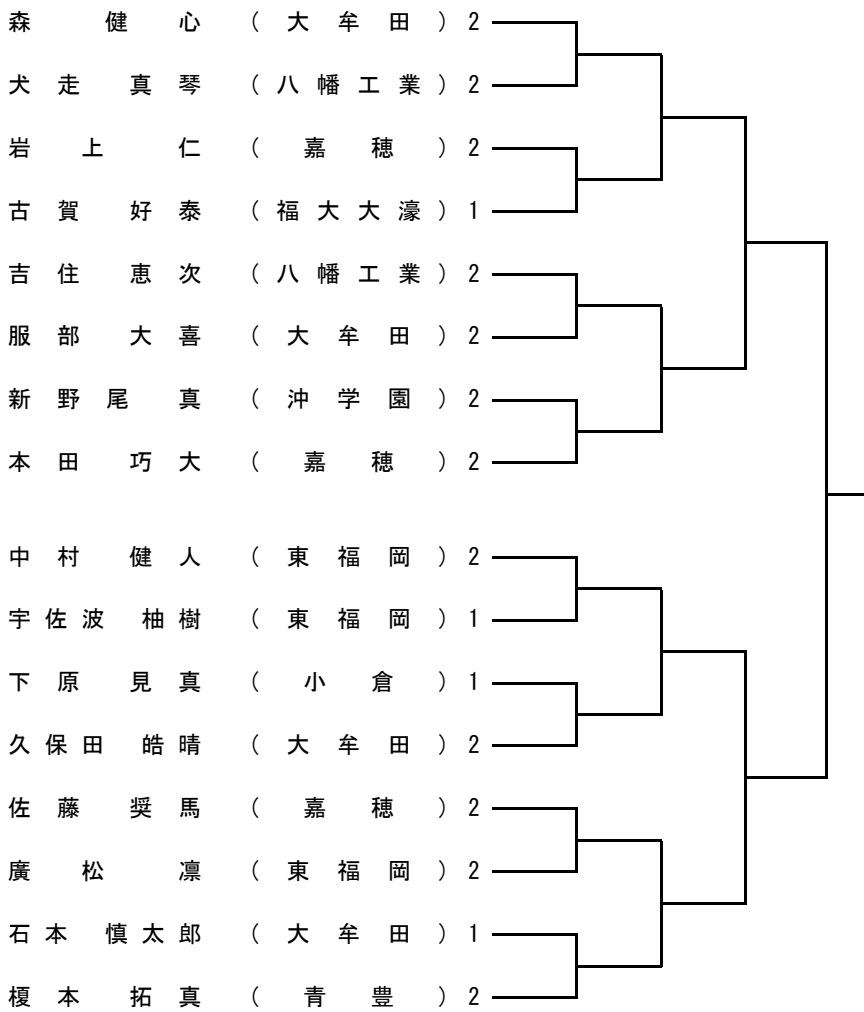 森 健心 (大牟田) 2
犬走 真琴 (八幡工業) 2
岩上 仁 (嘉穂) 2
古賀 好泰 (福大大濠) 1
吉住 恵次 (八幡工業) 2
服部 大喜 (大牟田) 2
新野尾 真 (沖学園) 2
本田 巧大 (嘉穂) 2
中村 健人 (東福岡) 2
宇佐波 柚樹 (東福岡) 1
下原 見真 (小倉) 1
久保田 皓晴 (大牟田) 2
佐藤 奨馬 (嘉穂) 2
廣松 凛 (東福岡) 2
石本 慎太郎 (大牟田) 1
榎本 拓真 (青豊) 2